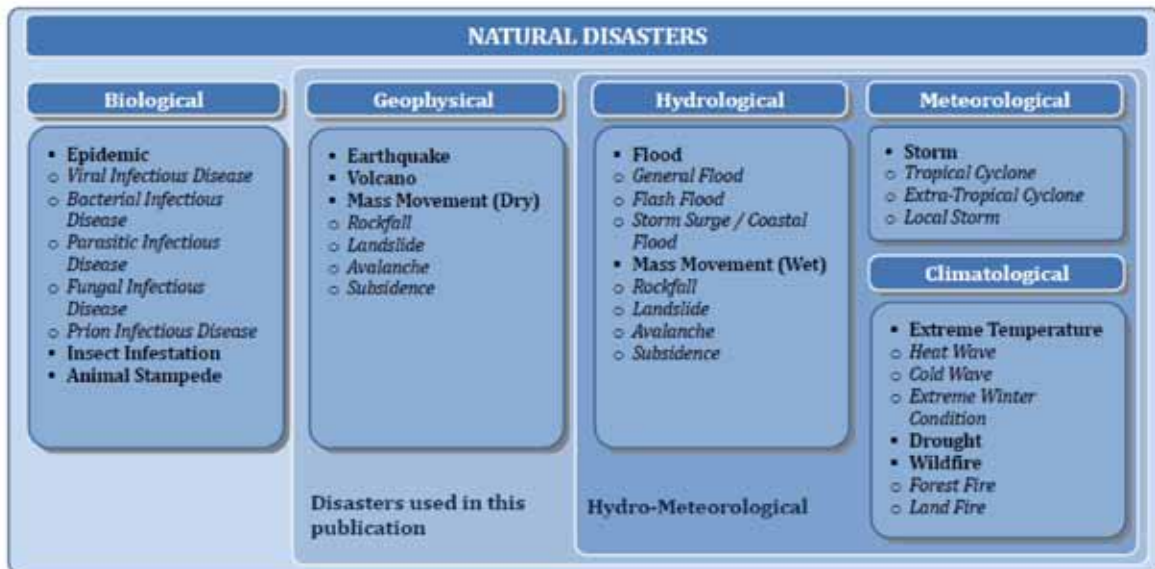 NATURAL DISASTERS
Biological
▪ Epidemic
o Viral Infectious Disease
o Bacterial Infectious
Disease
o Parasitic Infectious
Disease
o Fungal Infectious
Disease
o Prion Infectious Disease
▪ Insect Infestation
▪ Animal Stampede
Geophysical
▪ Earthquake
▪ Volcano
▪ Mass Movement (Dry)
o Rockfall
o Landslide
o Avalanche
o Subsidence
Disasters used in this
publication
Hydrological
▪ Flood
o General Flood
o Flash Flood
o Storm Surge / Coastal
Flood
▪ Mass Movement (Wet)
o Rockfall
o Landslide
o Avalanche
o Subsidence
Hydro-Meteorological
Meteorological
▪ Storm
o Tropical Cyclone
o Extra-Tropical Cyclone
o Local Storm
Climatological
▪ Extreme Temperature
o Heat Wave
o Cold Wave
o Extreme Winter
Condition
▪ Drought
▪ Wildfire
o Forest Fire
o Land Fire